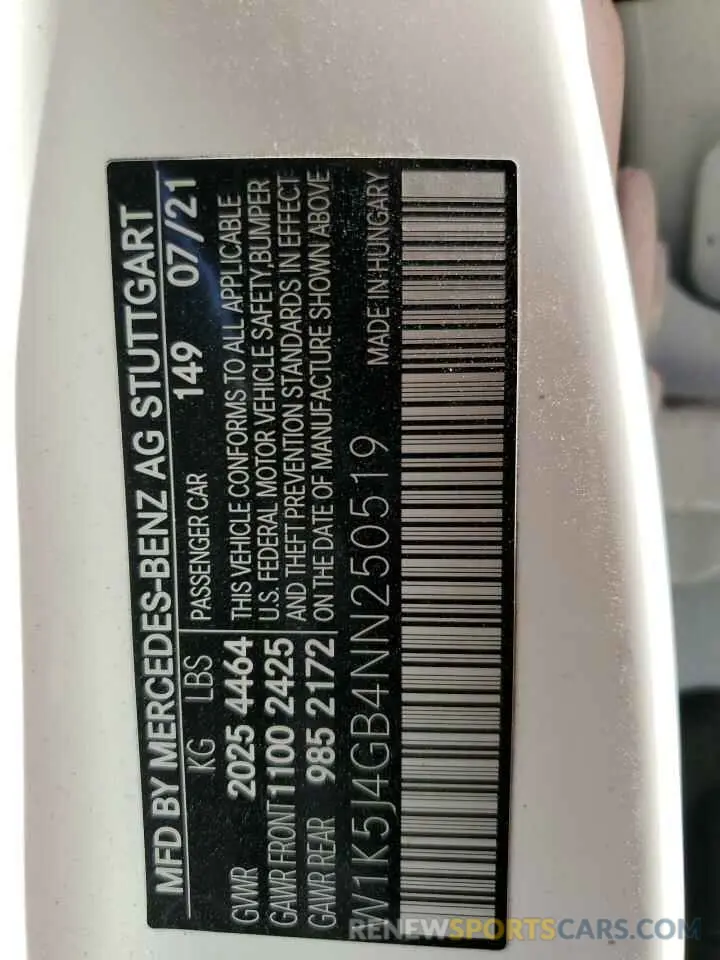 MFD BY MERCEDES-BENZ AG STUTTGART
KG LBS PASSENGER CAR 149 07/21
GVWR 2025 4464 THIS VEHICLE CONFORMS TO ALL APPLICABLE
GAWR FRONT 1100 2425 U.S. FEDERAL MOTOR VEHICLE SAFETY, BUMPER
GAWR REAR 985 2172 AND THEFT PREVENTION STANDARDS IN EFFECT
ON THE DATE OF MANUFACTURE SHOWN ABOVE
W1K5J4GB4NN250519 MADE IN HUNGARY
RENEWSPORTSCARS.COM